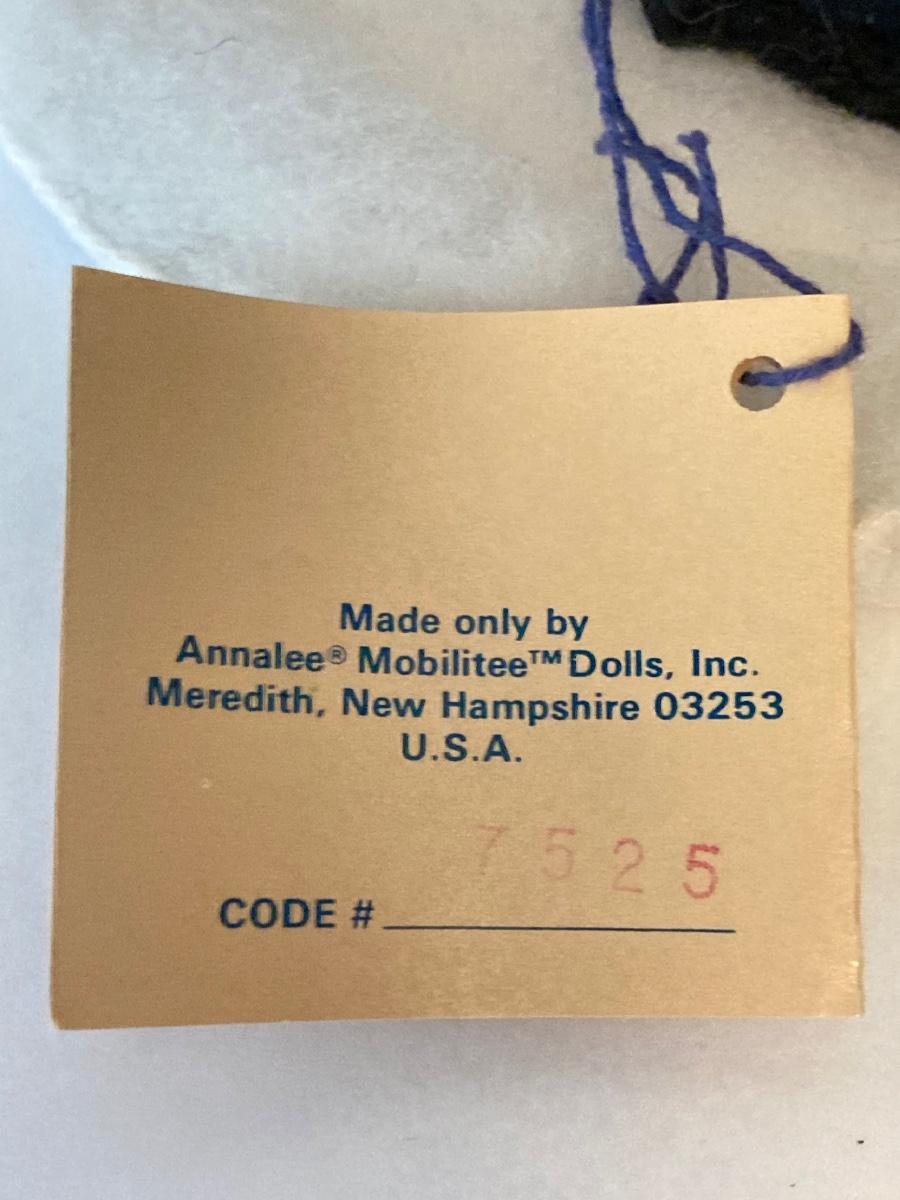 Made only by
Annalee® Mobilitee™ Dolls, Inc.
Meredith, New Hampshire 03253
U.S.A.
7525
CODE #